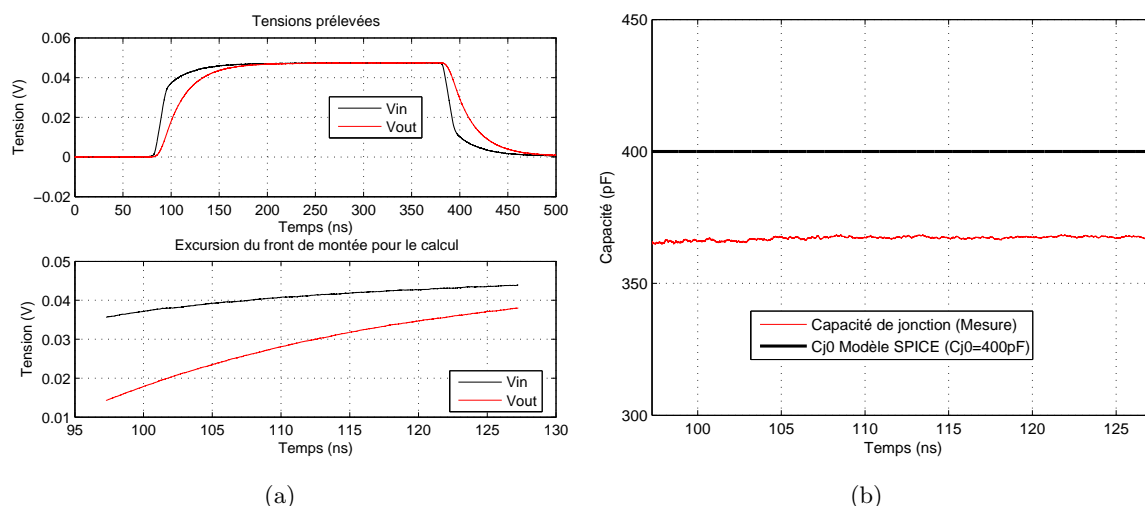 Tensions prélevées
0.06
0.04
0.02
0
−0.02
Tension (V)
Vin
Vout
0 50 100 150 200 250 300 350 400 450 500
Temps (ns)
Excursion du front de montée pour le calcul
0.05
0.04
0.03
0.02
0.01
Tension (V)
Vin
Vout
95 100 105 110 115 120 125 130
Temps (ns)
(a)
450
400
350
300
Capacité (pF)
Capacité de jonction (Mesure)
Cj0 Modèle SPICE (Cj0=400pF)
100 105 110 115 120 125
Temps (ns)
(b)